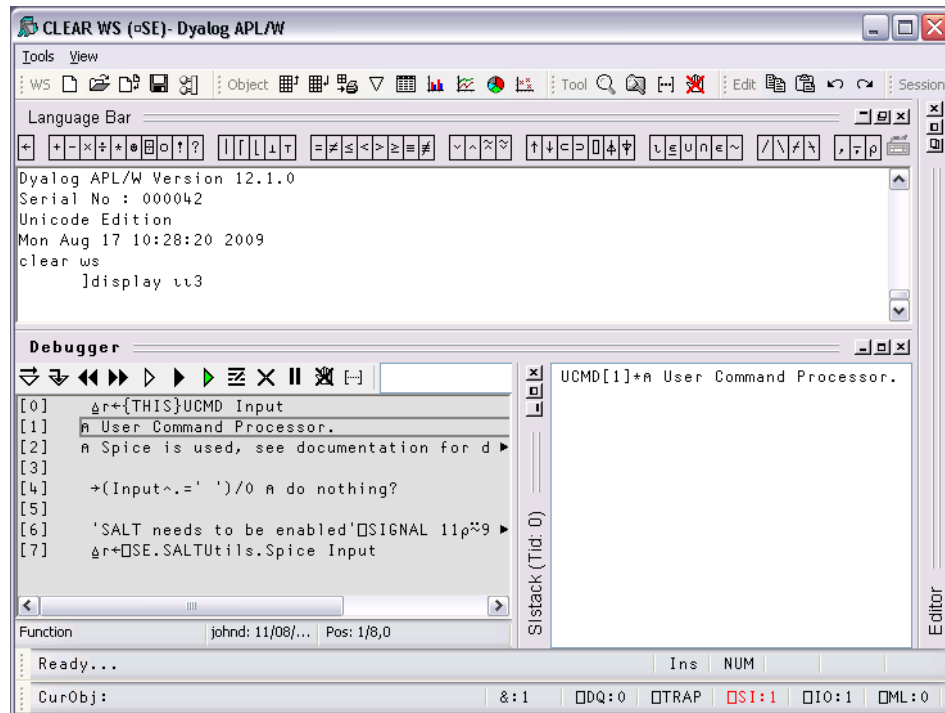 CLEAR WS (¤SE)- Dyalog APL/W
Tools View
WS Object Tool Edit Session
Language Bar
← + - × ÷ * ⍟ ⌹ ○ ! ? | ⌈ ⌊ ⊥ ⊤ = ≠ ≤ < > ≥ ≡ ≢ ∨ ∧ ⍱ ⍲ ↑ ↓ ⊂ ⊃ ⌷ ⍋ ⍒ ⍳ ⍷ ∪ ∩ ∊ ~ / \ ⌿ ⍀ , ⍪ ⍴
Dyalog APL/W Version 12.1.0
Serial No : 000042
Unicode Edition
Mon Aug 17 10:28:20 2009
clear ws
]display ⍳⍳3
Debugger
[0] ∆r←{THIS}UCMD Input
[1] ⍝ User Command Processor.
[2] ⍝ Spice is used, see documentation for d
[3]
[4] →(Input∧.=' ')/0 ⍝ do nothing?
[5]
[6] 'SALT needs to be enabled'⎕SIGNAL 11⍴⍨9
[7] ∆r←⎕SE.SALTUtils.Spice Input
Function johnd: 11/08/... Pos: 1/8,0
SIstack (Tid: 0)
UCMD[1]*⍝ User Command Processor.
Editor
Ready... Ins NUM
CurObj: &:1 ⎕DQ:0 ⎕TRAP ⎕SI:1 ⎕IO:1 ⎕ML:0